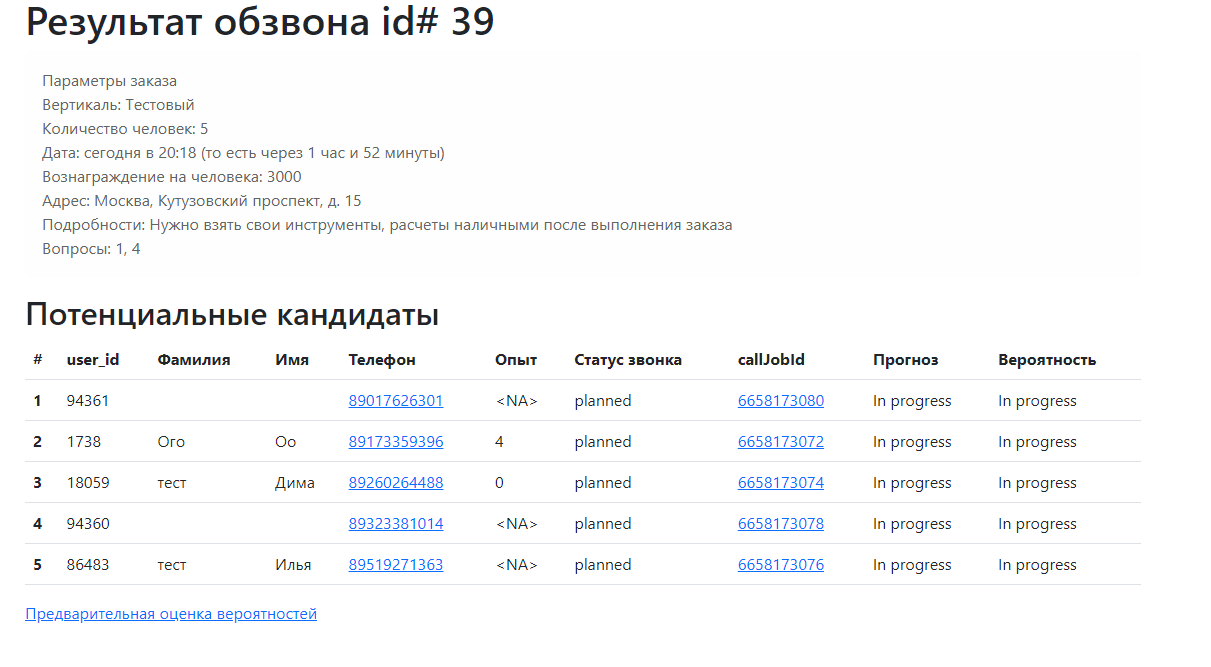 Результат обзвона id# 39
Параметры заказа
Вертикаль: Тестовый
Количество человек: 5
Дата: сегодня в 20:18 (то есть через 1 час и 52 минуты)
Вознаграждение на человека: 3000
Адрес: Москва, Кутузовский проспект, д. 15
Подробности: Нужно взять свои инструменты, расчеты наличными после выполнения заказа
Вопросы: 1, 4
Потенциальные кандидаты
# user_id Фамилия Имя Телефон Опыт Статус звонка callJobId Прогноз Вероятность
1 94361 89017626301 <NA> planned 6658173080 In progress In progress
2 1738 Ого Оо 89173359396 4 planned 6658173072 In progress In progress
3 18059 тест Дима 89260264488 0 planned 6658173074 In progress In progress
4 94360 89323381014 <NA> planned 6658173078 In progress In progress
5 86483 тест Илья 89519271363 <NA> planned 6658173076 In progress In progress
Предварительная оценка вероятностей